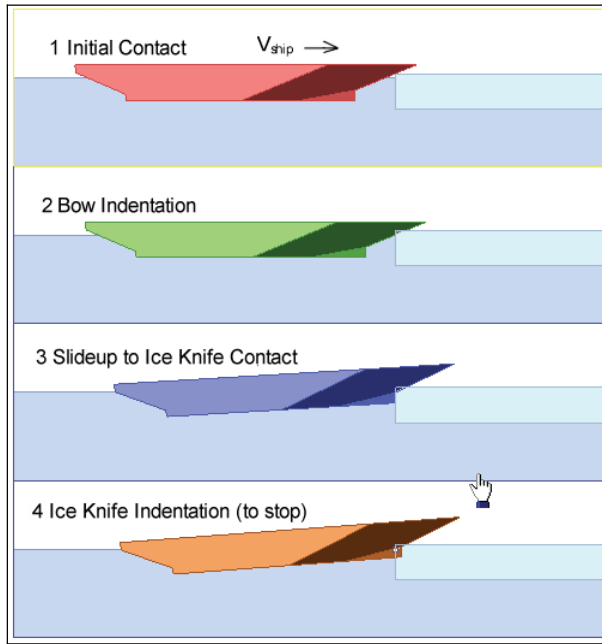 1 Initial Contact
Vship
2 Bow Indentation
3 Slideup to Ice Knife Contact
4 Ice Knife Indentation (to stop)